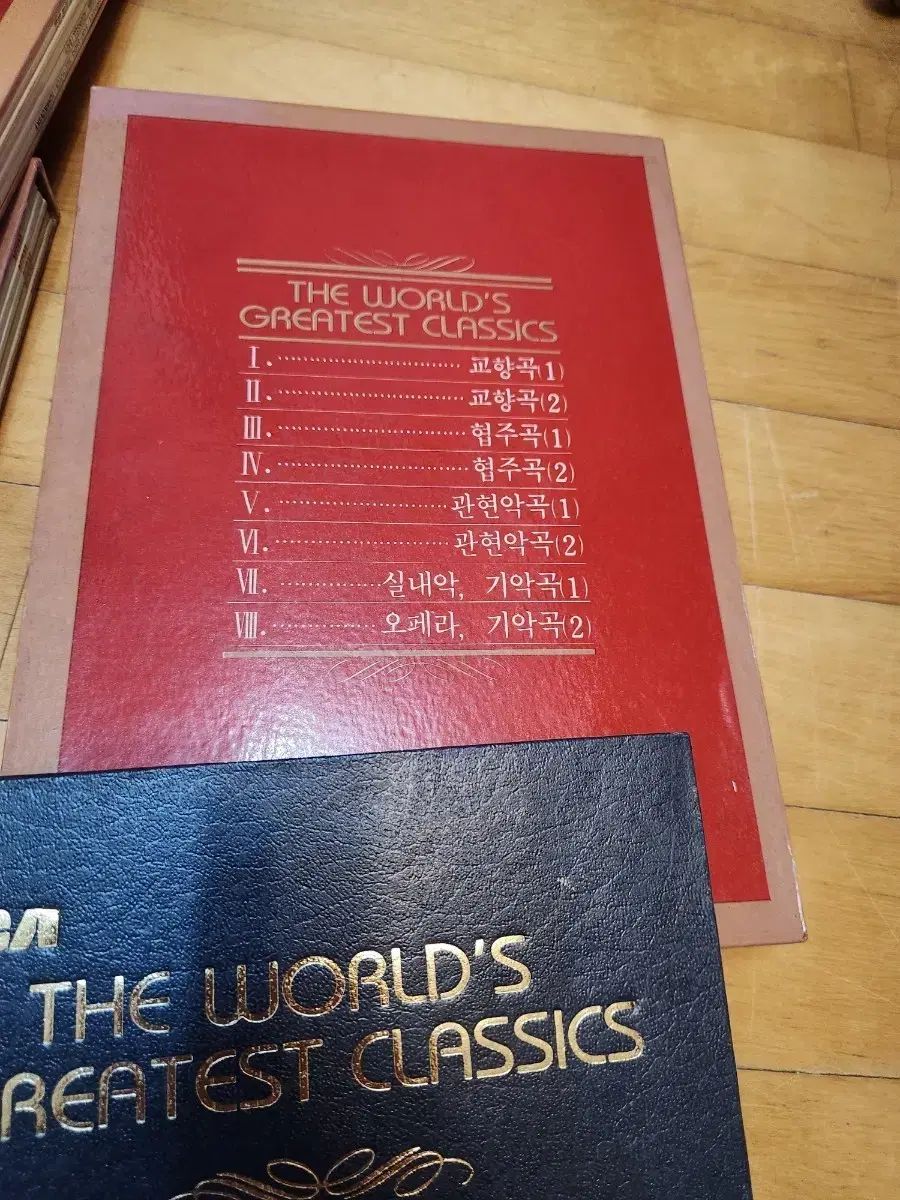 THE WORLD'S
GREATEST CLASSICS
I. 교향곡(1)
II. 교향곡(2)
III. 협주곡(1)
IV. 협주곡(2)
V. 관현악곡(1)
VI. 관현악곡(2)
VII. 실내악, 기악곡(1)
VIII. 오페라, 기악곡(2)
THE WORLD'S
REATEST CLASSICS